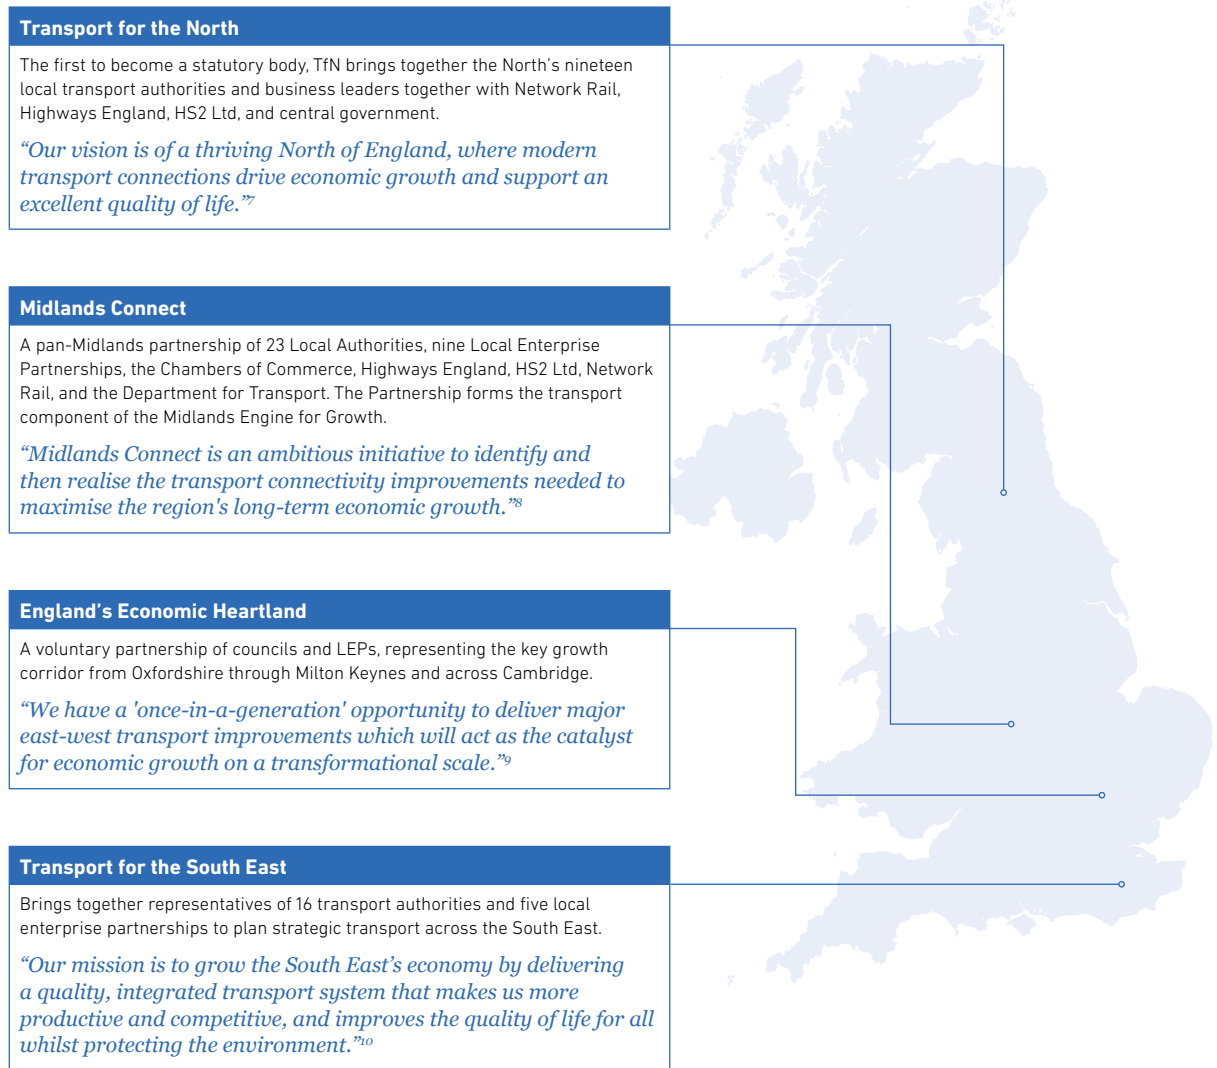 Transport for the North
The first to become a statutory body, TfN brings together the North’s nineteen
local transport authorities and business leaders together with Network Rail,
Highways England, HS2 Ltd, and central government.
“Our vision is of a thriving North of England, where modern
transport connections drive economic growth and support an
excellent quality of life.”7
Midlands Connect
A pan-Midlands partnership of 23 Local Authorities, nine Local Enterprise
Partnerships, the Chambers of Commerce, Highways England, HS2 Ltd, Network
Rail, and the Department for Transport. The Partnership forms the transport
component of the Midlands Engine for Growth.
“Midlands Connect is an ambitious initiative to identify and
then realise the transport connectivity improvements needed to
maximise the region's long-term economic growth.”8
England’s Economic Heartland
A voluntary partnership of councils and LEPs, representing the key growth
corridor from Oxfordshire through Milton Keynes and across Cambridge.
“We have a 'once-in-a-generation' opportunity to deliver major
east-west transport improvements which will act as the catalyst
for economic growth on a transformational scale.”9
Transport for the South East
Brings together representatives of 16 transport authorities and five local
enterprise partnerships to plan strategic transport across the South East.
“Our mission is to grow the South East’s economy by delivering
a quality, integrated transport system that makes us more
productive and competitive, and improves the quality of life for all
whilst protecting the environment.”10